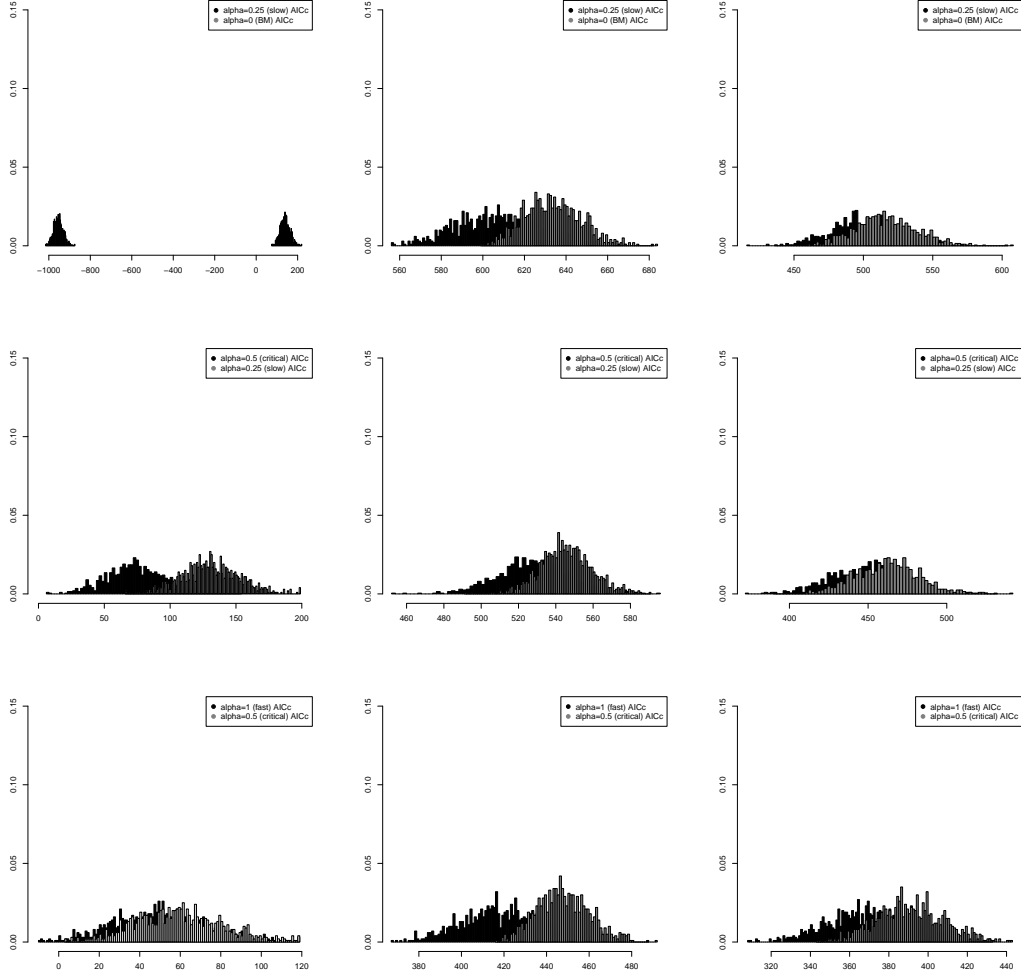 alpha=0.25 (slow) AICc
alpha=0 (BM) AICc
0.00 0.05 0.10 0.15
−1000 −800 −600 −400 −200 0 200
alpha=0.25 (slow) AICc
alpha=0 (BM) AICc
0.00 0.05 0.10 0.15
560 580 600 620 640 660 680
alpha=0.25 (slow) AICc
alpha=0 (BM) AICc
0.00 0.05 0.10 0.15
450 500 550 600
alpha=0.5 (critical) AICc
alpha=0.25 (slow) AICc
0.00 0.05 0.10 0.15
0 50 100 150 200
alpha=0.5 (critical) AICc
alpha=0.25 (slow) AICc
0.00 0.05 0.10 0.15
460 480 500 520 540 560 580
alpha=0.5 (critical) AICc
alpha=0.25 (slow) AICc
0.00 0.05 0.10 0.15
400 450 500
alpha=1 (fast) AICc
alpha=0.5 (critical) AICc
0.00 0.05 0.10 0.15
0 20 40 60 80 100 120
alpha=1 (fast) AICc
alpha=0.5 (critical) AICc
0.00 0.05 0.10 0.15
380 400 420 440 460 480
alpha=1 (fast) AICc
alpha=0.5 (critical) AICc
0.00 0.05 0.10 0.15
320 340 360 380 400 420 440